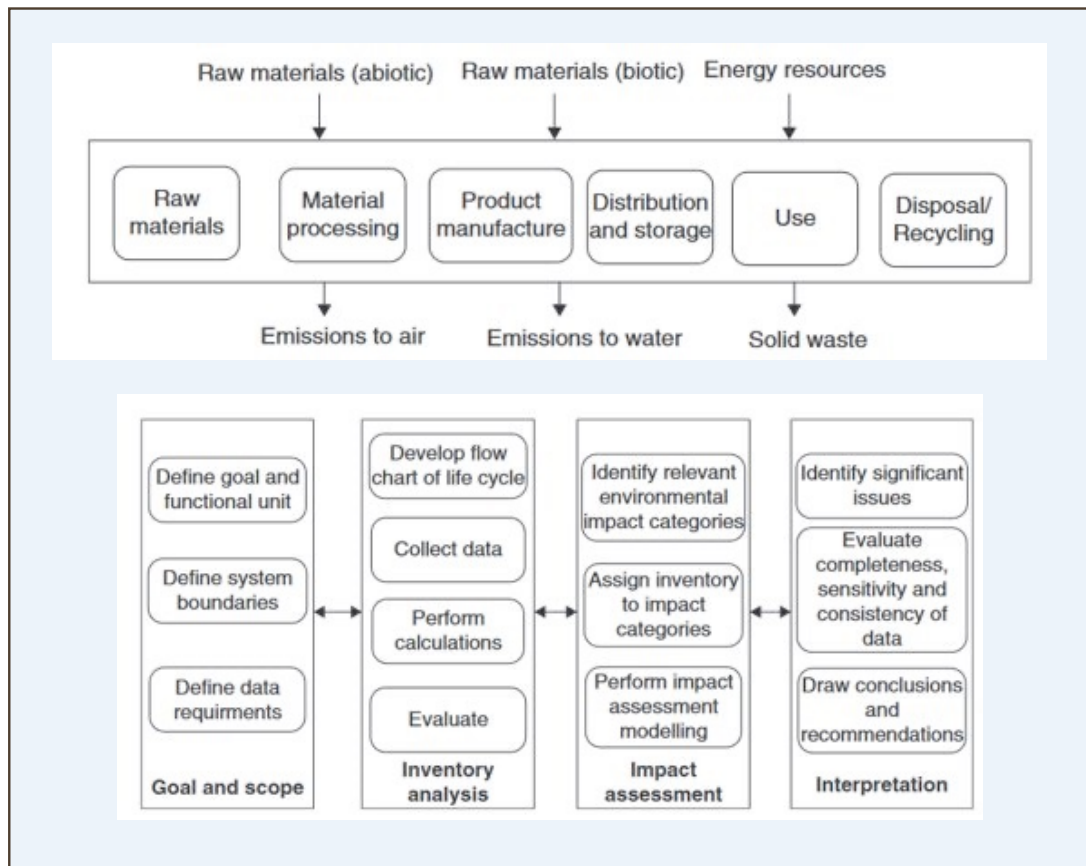 Raw materials (abiotic)
Raw materials (biotic)
Energy resources
Raw
materials
Material
processing
Product
manufacture
Distribution
and storage
Use
Disposal/
Recycling
Emissions to air
Emissions to water
Solid waste
Define goal and
functional unit
Define system
boundaries
Define data
requirments
Goal and scope
Develop flow
chart of life cycle
Collect data
Perform
calculations
Evaluate
Inventory
analysis
Identify relevant
environmental
impact categories
Assign inventory
to impact
categories
Perform impact
assessment
modelling
Impact
assessment
Identify significant
issues
Evaluate
completeness,
sensitivity and
consistency of
data
Draw conclusions
and
recommendations
Interpretation